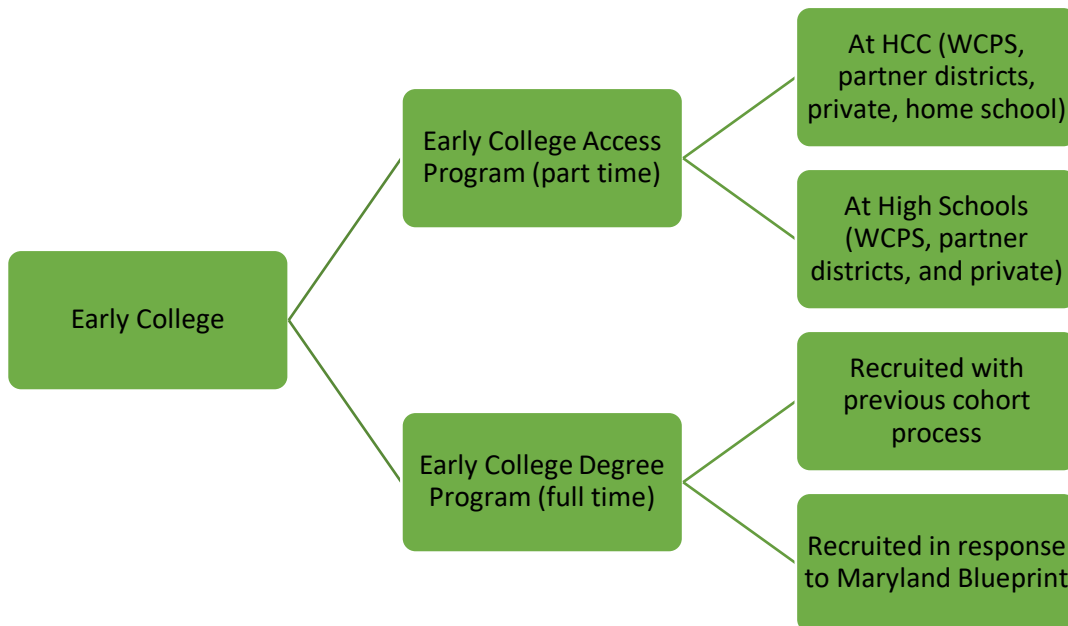 Early College
Early College Access
Program (part time)
At HCC (WCPS,
partner districts,
private, home school)
At High Schools
(WCPS, partner
districts, and private)
Early College Degree
Program (full time)
Recruited with
previous cohort
process
Recruited in response
to Maryland Blueprint